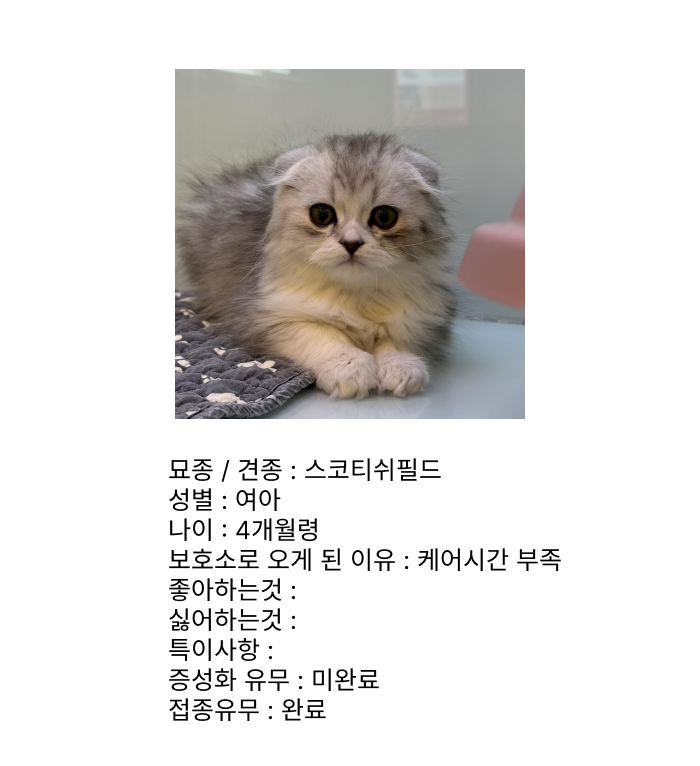 묘종 / 견종 : 스코티쉬필드
성별 : 여아
나이 : 4개월령
보호소로 오게 된 이유 : 케어시간 부족
좋아하는것 :
싫어하는것 :
특이사항 :
증성화 유무 : 미완료
접종유무 : 완료